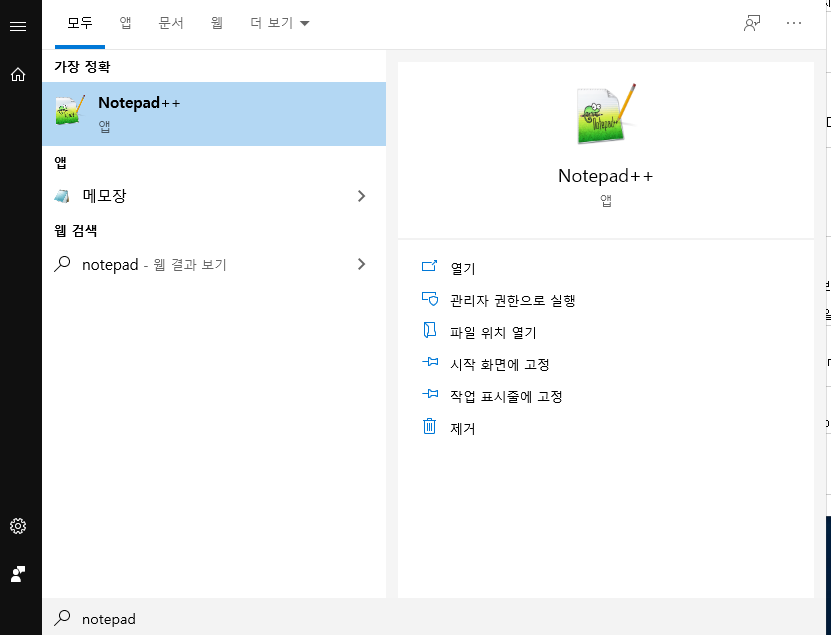 모두 앱 문서 웹 더 보기
가장 정확
Notepad++
앱
앱
메모장
웹 검색
notepad - 웹 결과 보기
Notepad++
Notepad++
앱
열기
관리자 권한으로 실행
파일 위치 열기
시작 화면에 고정
작업 표시줄에 고정
제거
notepad